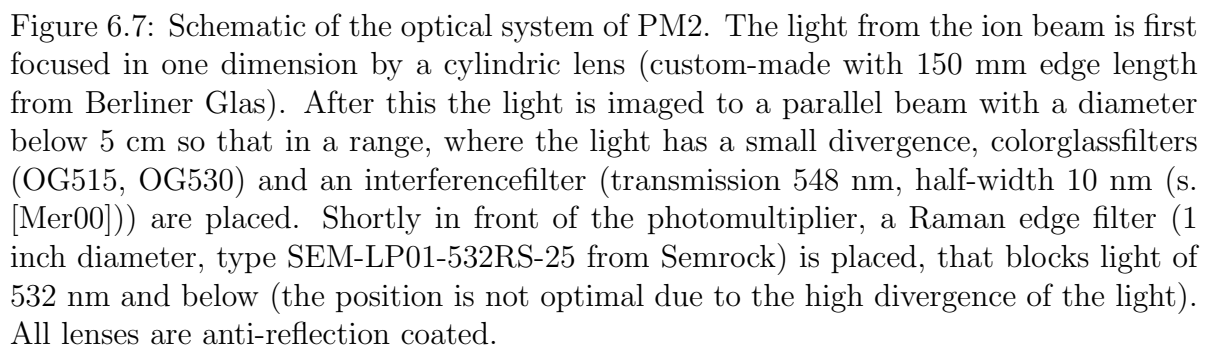 Figure 6.7: Schematic of the optical system of PM2. The light from the ion beam is first
focused in one dimension by a cylindric lens (custom-made with 150 mm edge length
from Berliner Glas). After this the light is imaged to a parallel beam with a diameter
below 5 cm so that in a range, where the light has a small divergence, colorglassfilters
(OG515, OG530) and an interferencefilter (transmission 548 nm, half-width 10 nm (s.
[Mer00])) are placed. Shortly in front of the photomultiplier, a Raman edge filter (1
inch diameter, type SEM-LP01-532RS-25 from Semrock) is placed, that blocks light of
532 nm and below (the position is not optimal due to the high divergence of the light).
All lenses are anti-reflection coated.